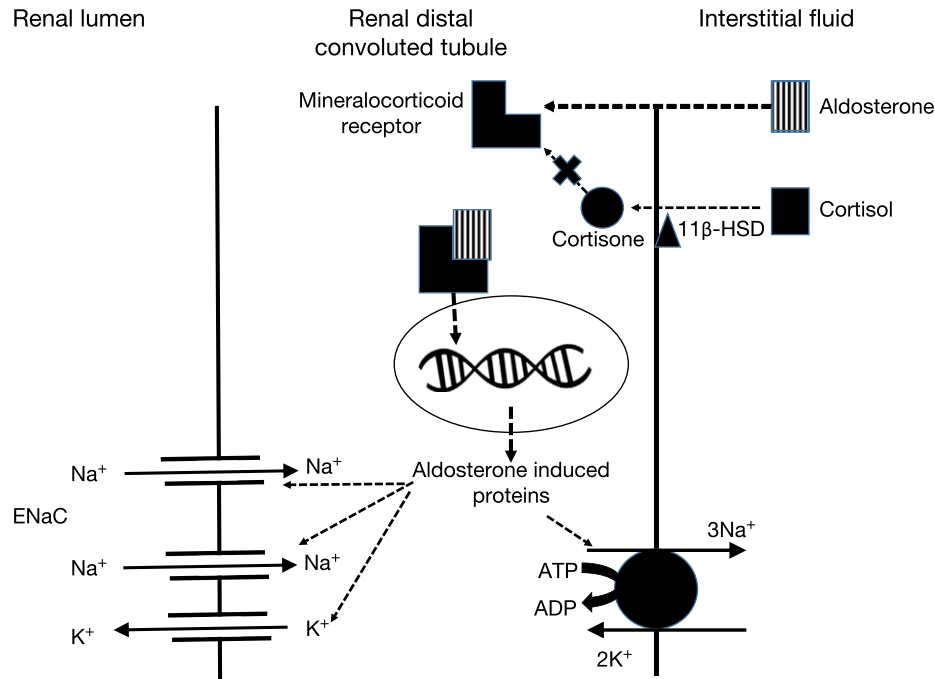 Renal lumen
Renal distal
convoluted tubule
Interstitial fluid
Mineralocorticoid
receptor
Aldosterone
Cortisol
Cortisone
11β-HSD
Na⁺
Na⁺
Aldosterone induced
proteins
ENaC
3Na⁺
Na⁺
Na⁺
ATP
ADP
K⁺
K⁺
2K⁺